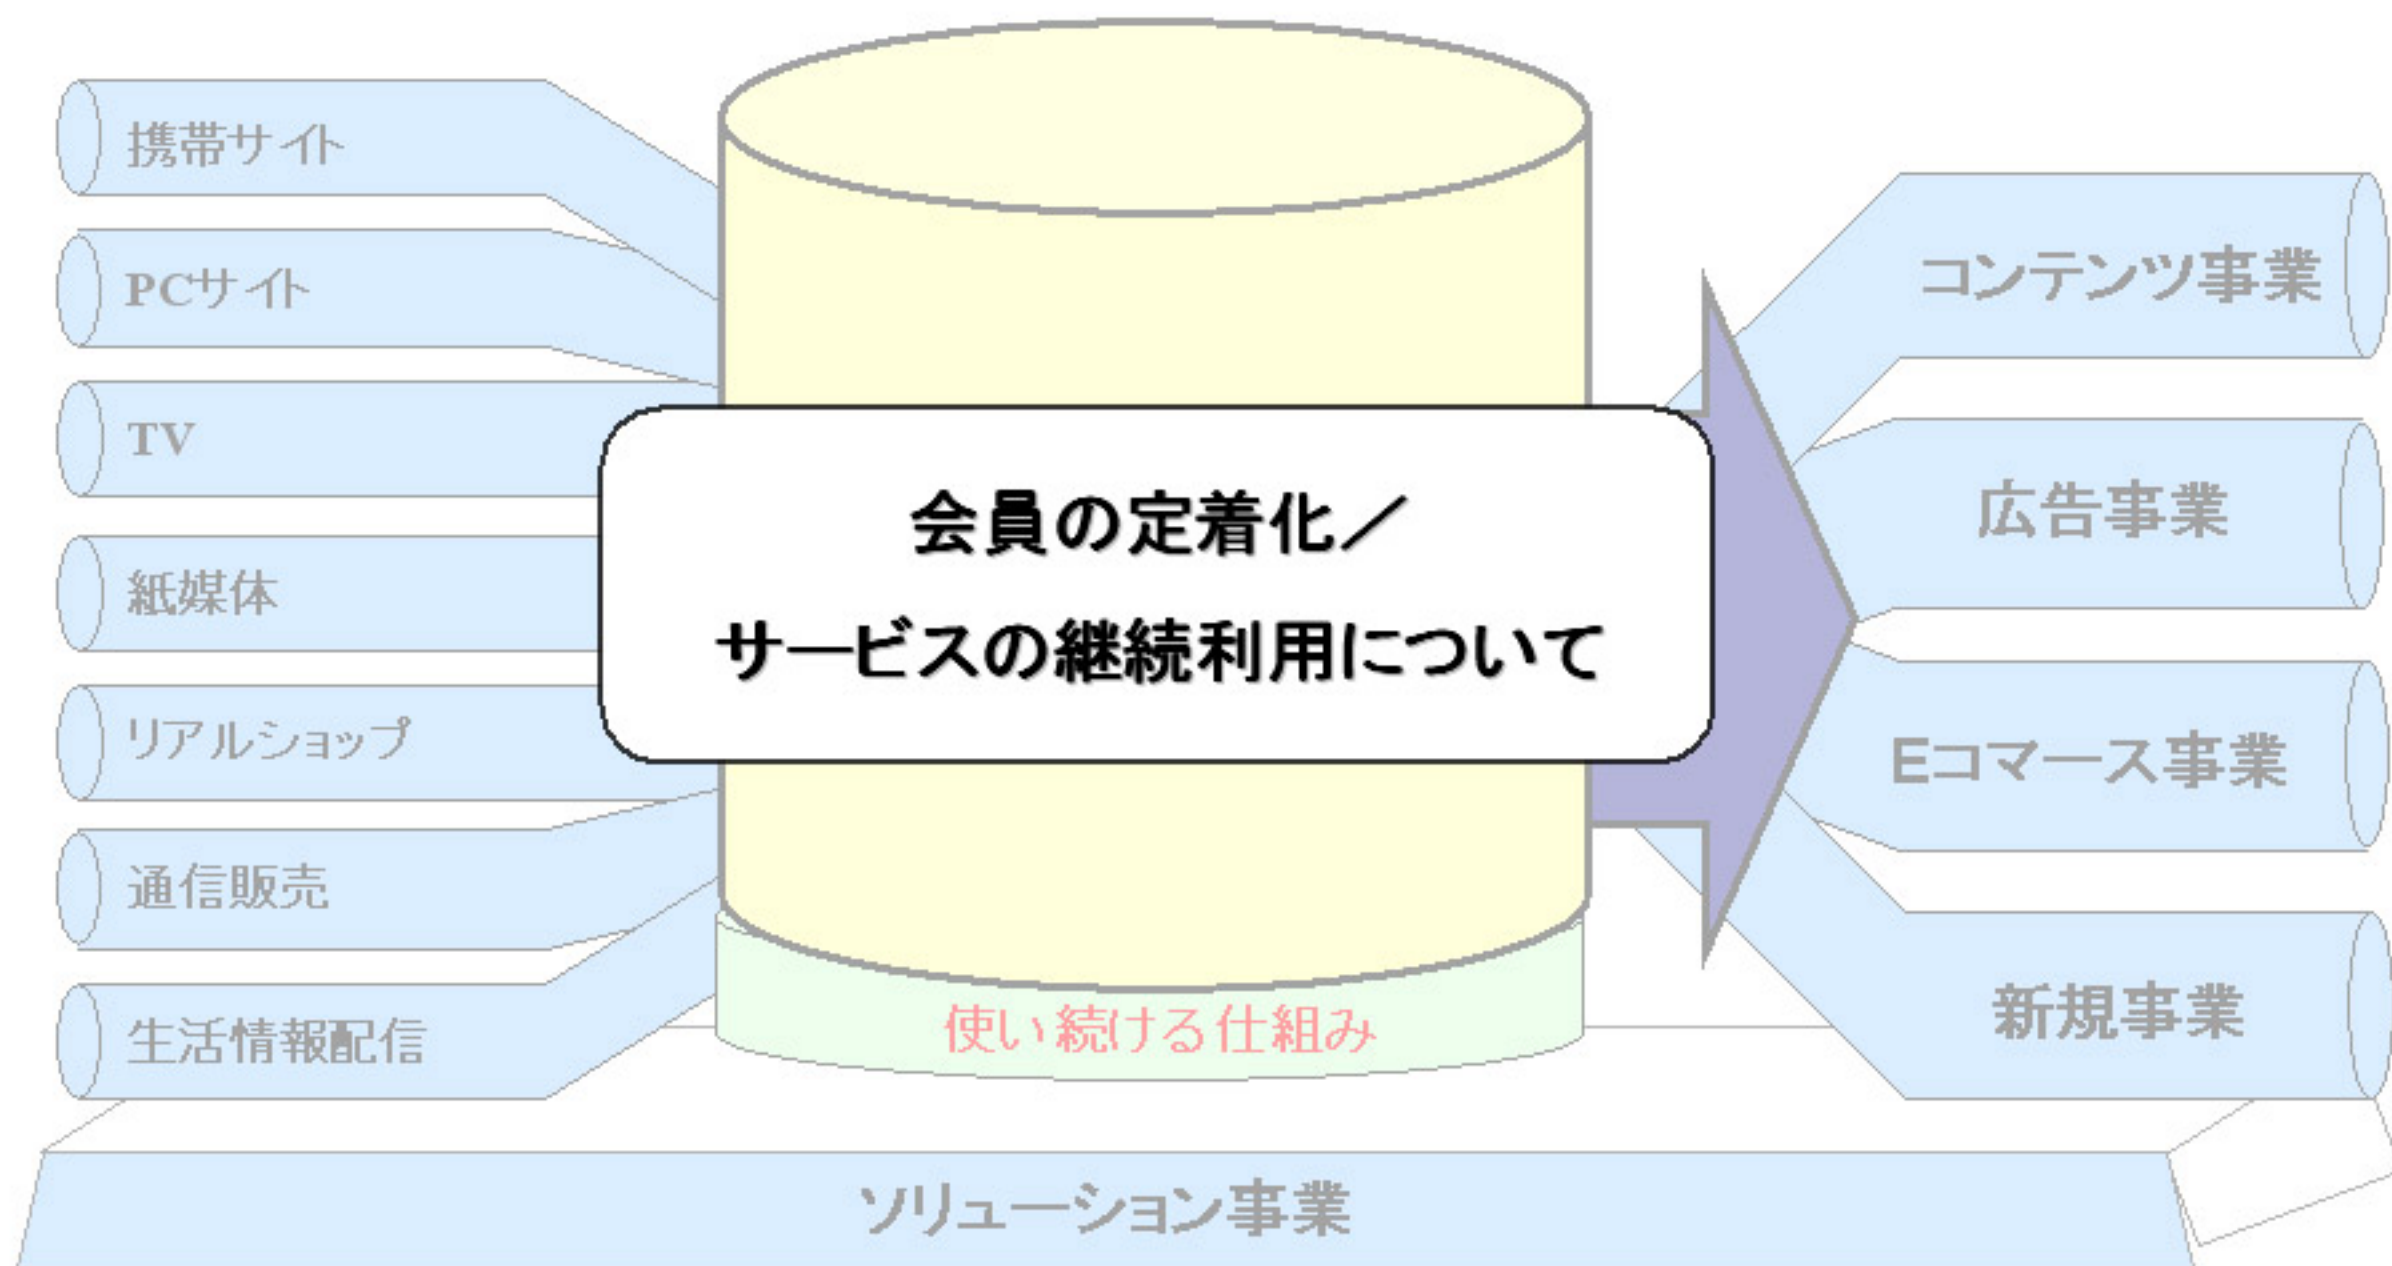 携帯サイト
PCサイト
TV
紙媒体
リアルショップ
通信販売
生活情報配信
会員の定着化／
サービスの継続利用について
使い続ける仕組み
コンテンツ事業
広告事業
Eコマース事業
新規事業
ソリューション事業